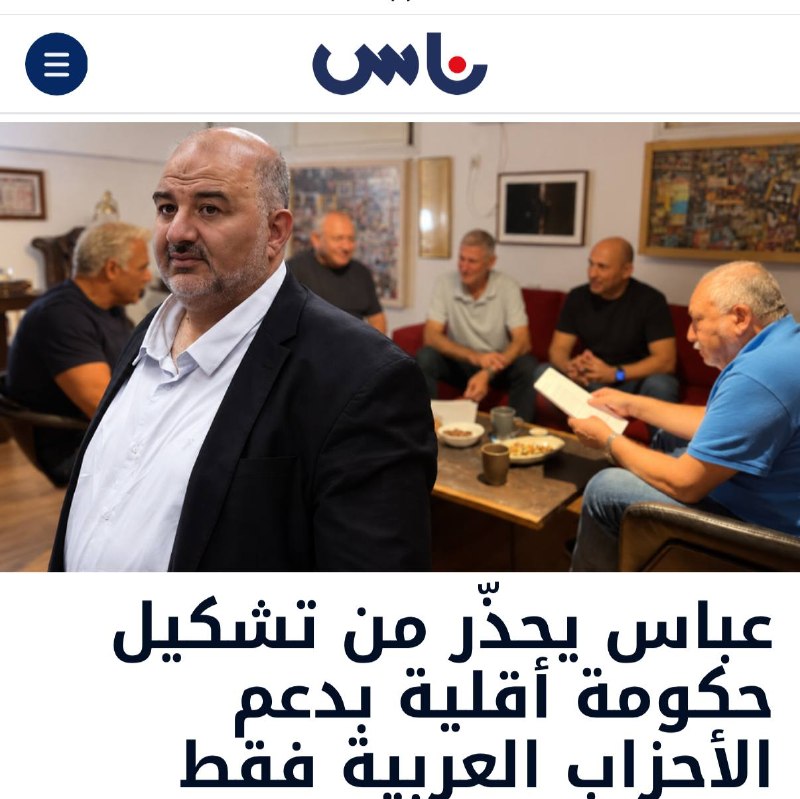 ناس
عباس يحذّر من تشكيل
حكومة أقلية بدعم
الأحزاب العربية فقط